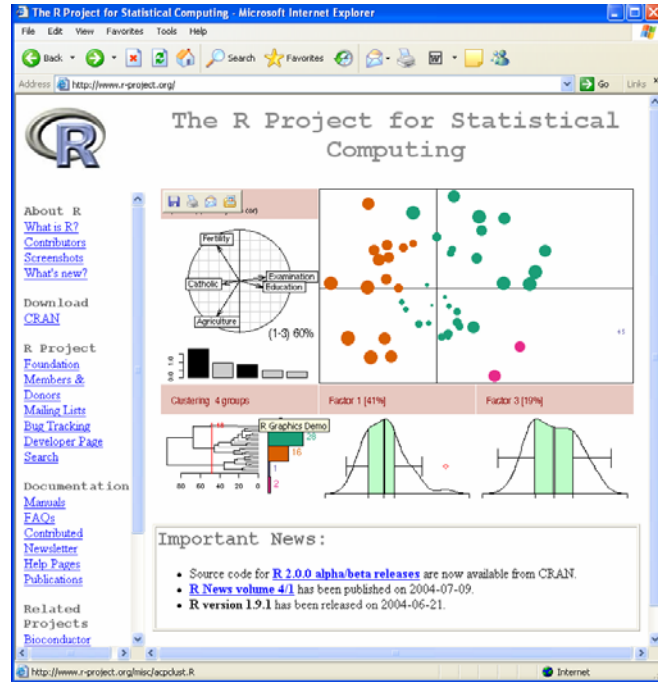 The R Project for Statistical Computing - Microsoft Internet Explorer
File Edit View Favorites Tools Help
Back Search Favorites
Address http://www.r-project.org/ Go Links
R
The R Project for Statistical
Computing
About R
What is R?
Contributors
Screenshots
What's new?
Download
CRAN
R Project
Foundation
Members &
Donors
Mailing Lists
Bug Tracking
Developer Page
Search
Documentation
Manuals
FAQs
Contributed
Newsletter
Help Pages
Publications
Related
Projects
Bioconductor
cor)
Fertility
Catholic
Examination
Education
Agriculture
(1-3) 60%
0.0 1.0
Clustering 4 groups
Factor 1 [41%]
Factor 3 [19%]
R Graphics Demo
28
16
1
2
80 60 40 20 0
Important News:
• Source code for R 2.0.0 alpha/beta releases are now available from CRAN.
• R News volume 4/1 has been published on 2004-07-09.
• R version 1.9.1 has been released on 2004-06-21.
http://www.r-project.org/misc/acpclust.R Internet